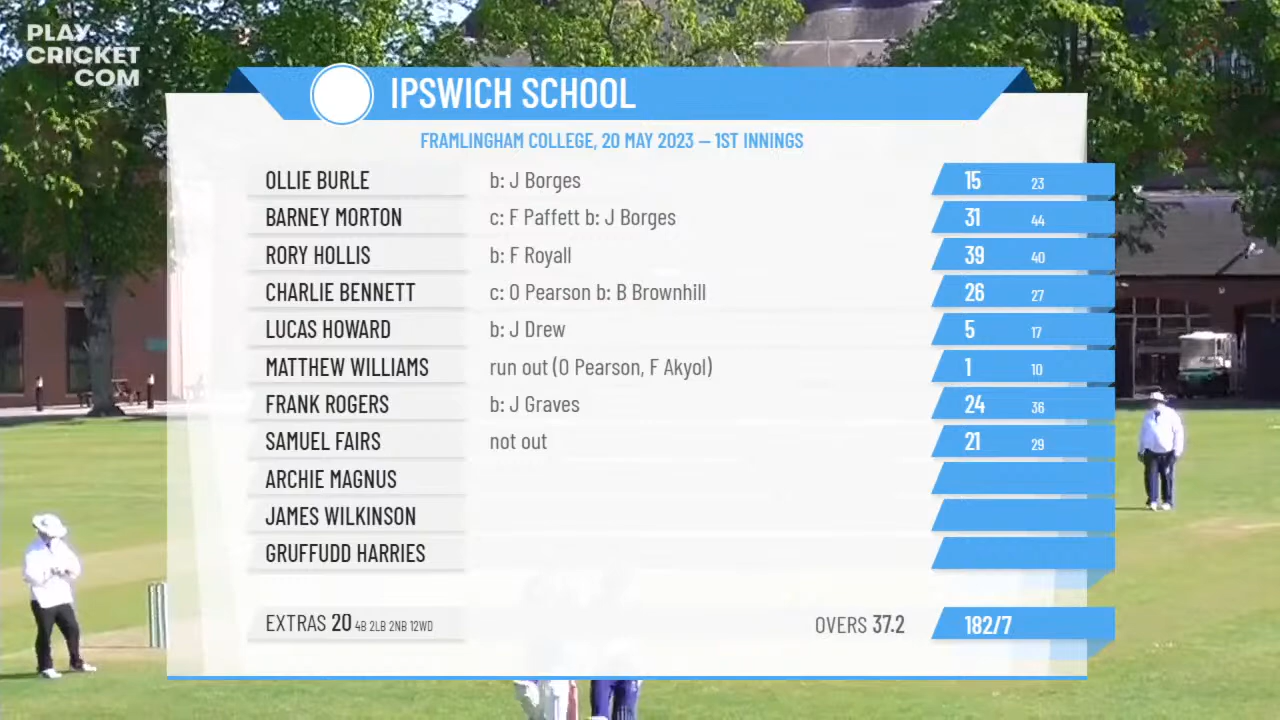 PLAY
CRICKET
COM
IPSWICH SCHOOL
FRAMLINGHAM COLLEGE, 20 MAY 2023 – 1ST INNINGS
OLLIE BURLE b: J Borges 15 23
BARNEY MORTON c: F Paffett b: J Borges 31 44
RORY HOLLIS b: F Royall 39 40
CHARLIE BENNETT c: O Pearson b: B Brownhill 26 27
LUCAS HOWARD b: J Drew 5 17
MATTHEW WILLIAMS run out (O Pearson, F Akyol) 1 10
FRANK ROGERS b: J Graves 24 36
SAMUEL FAIRS not out 21 29
ARCHIE MAGNUS
JAMES WILKINSON
GRUFFUDD HARRIES
EXTRAS 20 4B 2LB 2NB 12WD OVERS 37.2 182/7